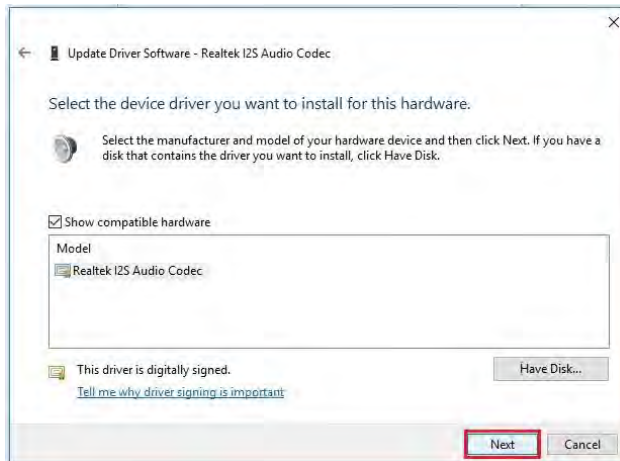 Update Driver Software - Realtek I2S Audio Codec
Select the device driver you want to install for this hardware.
Select the manufacturer and model of your hardware device and then click Next. If you have a
disk that contains the driver you want to install, click Have Disk.
Show compatible hardware
Model
Realtek I2S Audio Codec
This driver is digitally signed.
Have Disk...
Tell me why driver signing is important
Next
Cancel